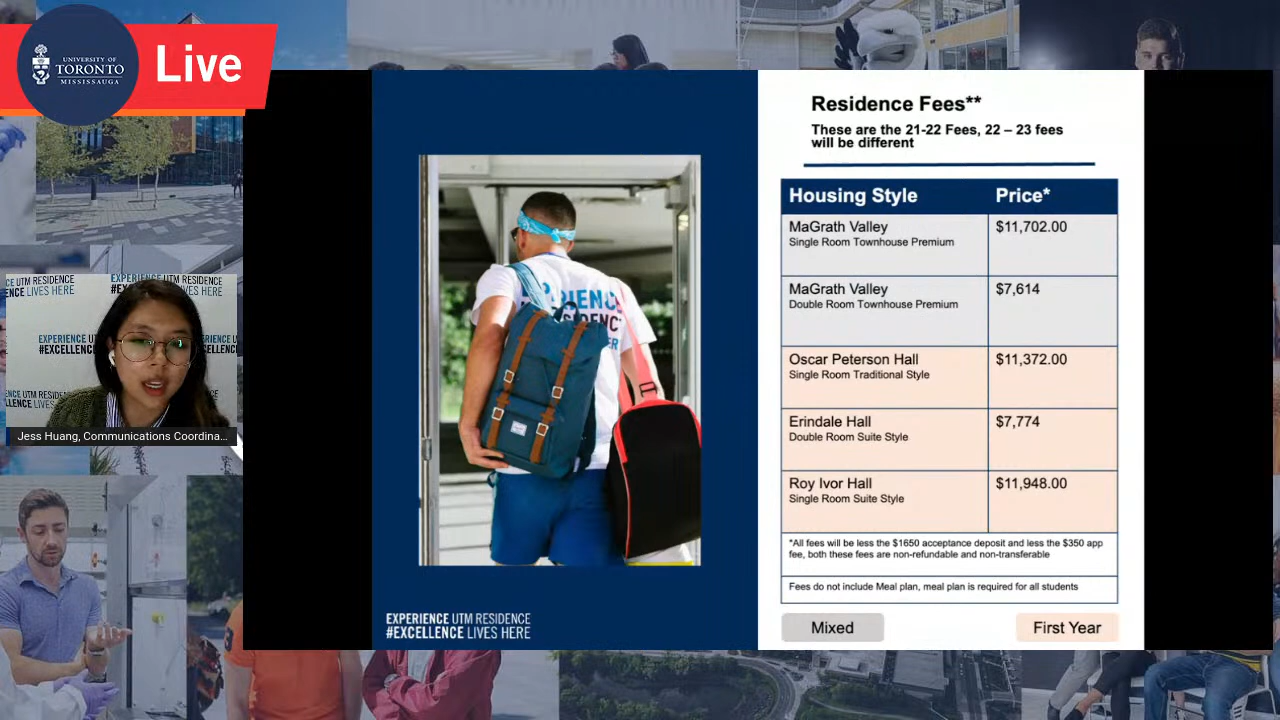 UNIVERSITY OF
TORONTO
MISSISSAUGA
Live
Residence Fees**
These are the 21-22 Fees, 22 – 23 fees
will be different
Housing Style Price*
MaGrath Valley $11,702.00
Single Room Townhouse Premium
MaGrath Valley $7,614
Double Room Townhouse Premium
Oscar Peterson Hall $11,372.00
Single Room Traditional Style
Erindale Hall $7,774
Double Room Suite Style
Roy Ivor Hall $11,948.00
Single Room Suite Style
*All fees will be less the $1650 acceptance deposit and less the $350 app
fee, both these fees are non-refundable and non-transferable
Fees do not include Meal plan, meal plan is required for all students
Mixed First Year
EXPERIENCE UTM RESIDENCE
#EXCELLENCE LIVES HERE
EXPERIENCE UTM
#EXCELLENCE
Jess Huang, Communications Coordina...